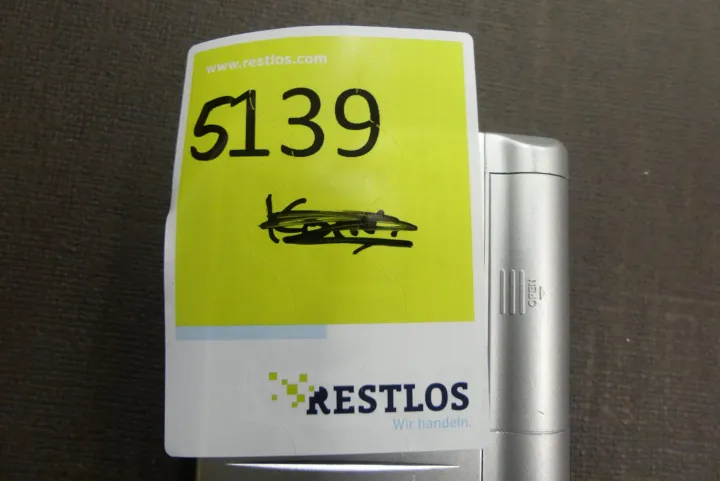 www.restlos.com
5139
RESTLOS
Wir handeln.
OPEN